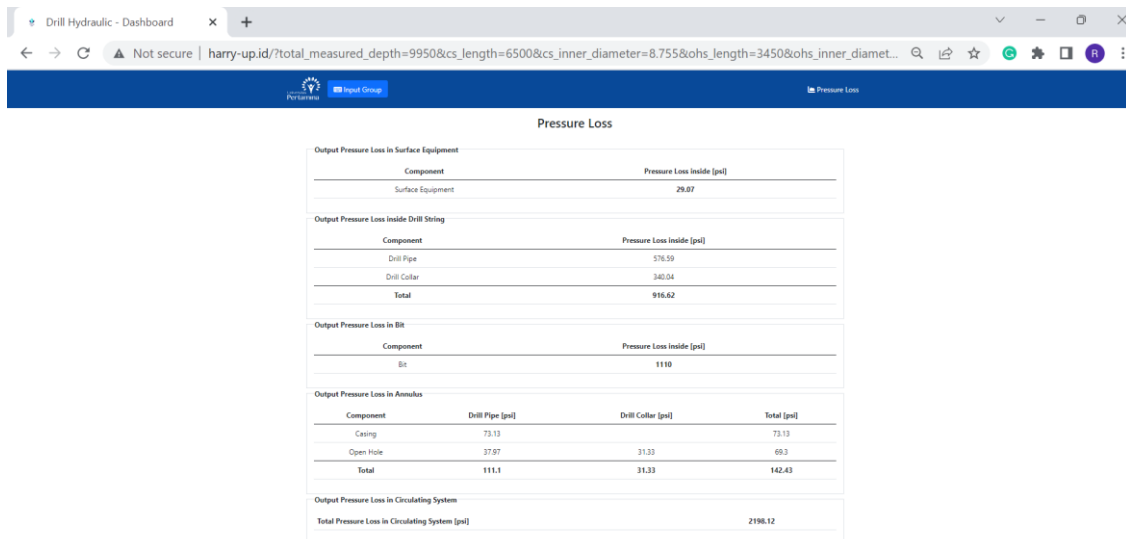 Drill Hydraulic - Dashboard
Not secure | harry-up.id/?total_measured_depth=9950&cs_length=6500&cs_inner_diameter=8.755&ohs_length=3450&ohs_inner_diamet...
G
R
Pertamina
Input Group
Pressure Loss
Pressure Loss
Output Pressure Loss in Surface Equipment
Component Pressure Loss inside [psi]
Surface Equipment 29.07
Output Pressure Loss inside Drill String
Component Pressure Loss inside [psi]
Drill Pipe 576.59
Drill Collar 340.04
Total 916.62
Output Pressure Loss in Bit
Component Pressure Loss inside [psi]
Bit 1110
Output Pressure Loss in Annulus
Component Drill Pipe [psi] Drill Collar [psi] Total [psi]
Casing 73.13 73.13
Open Hole 37.97 31.33 69.3
Total 111.1 31.33 142.43
Output Pressure Loss in Circulating System
Total Pressure Loss in Circulating System [psi] 2198.12